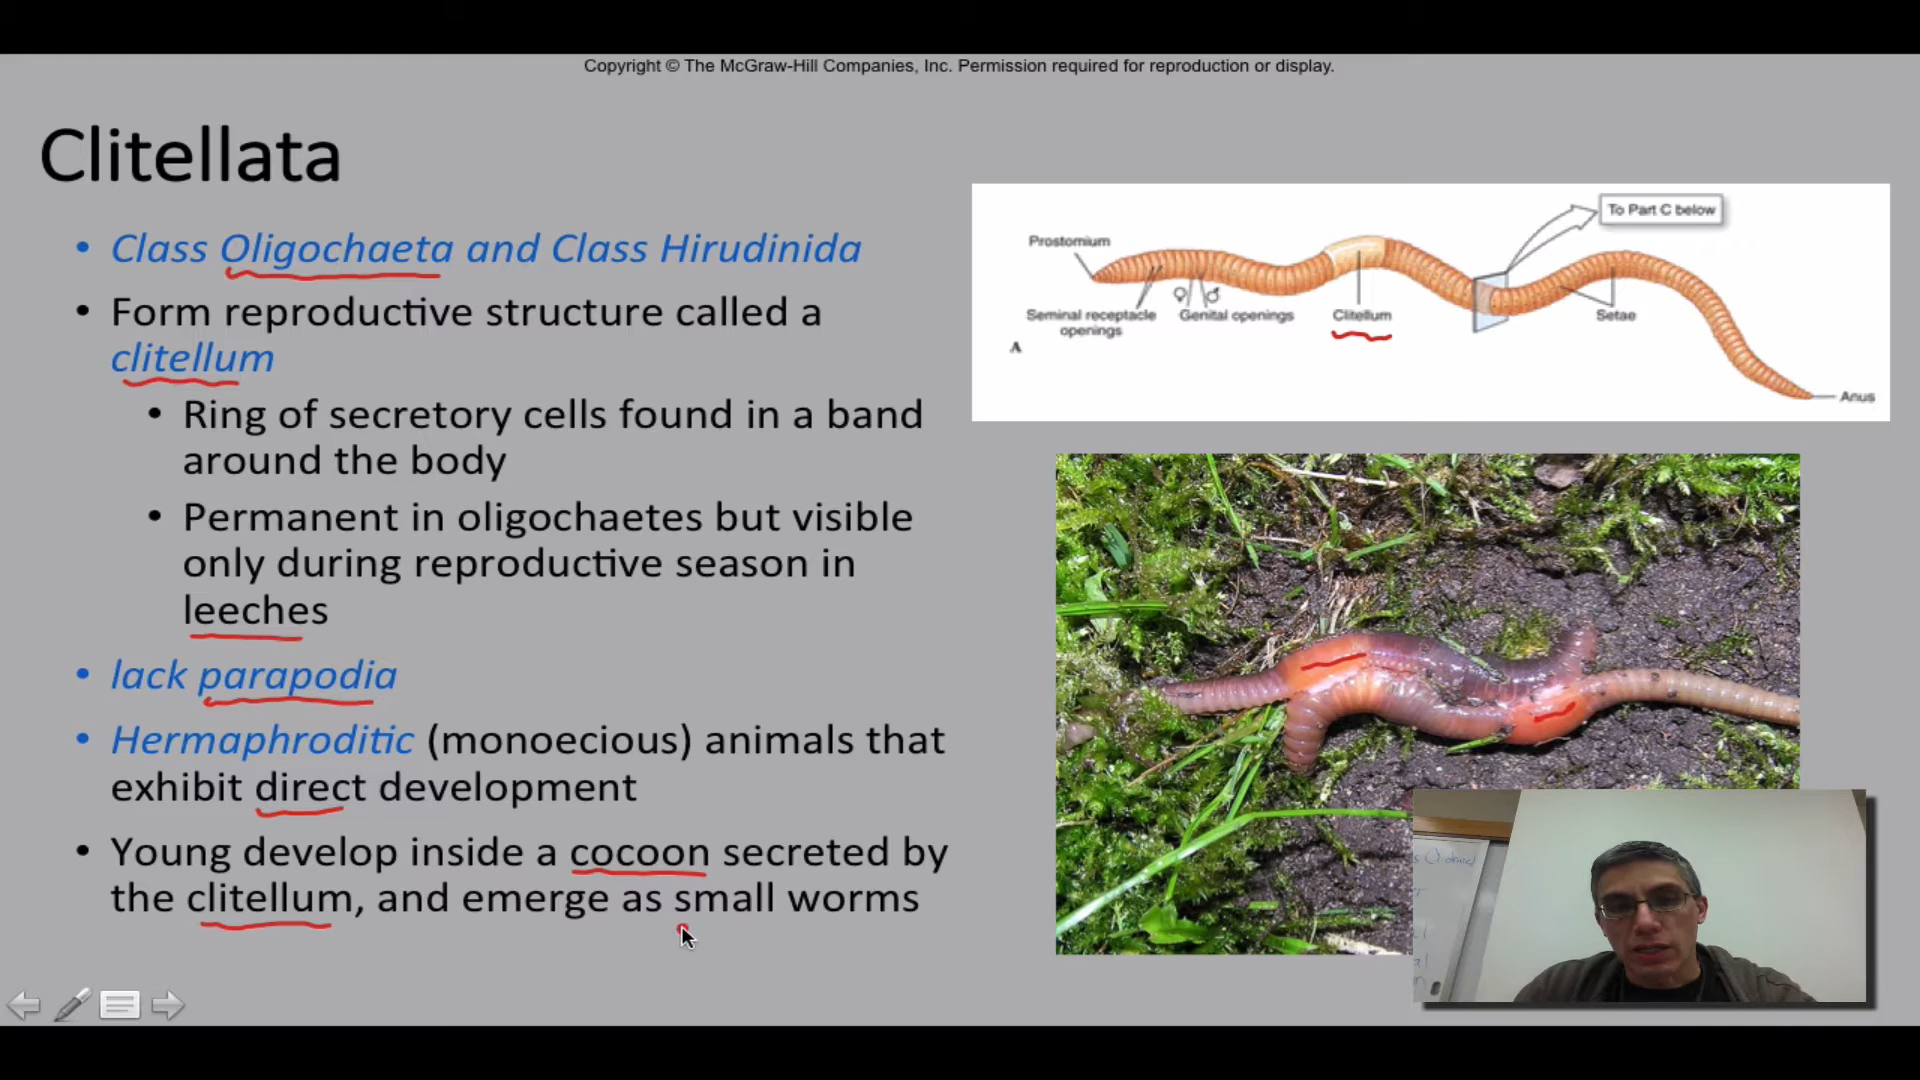 Copyright © The McGraw-Hill Companies, Inc. Permission required for reproduction or display.
Clitellata
• Class Oligochaeta and Class Hirudinida
• Form reproductive structure called a
clitellum
• Ring of secretory cells found in a band
around the body
• Permanent in oligochaetes but visible
only during reproductive season in
leeches
• lack parapodia
• Hermaphroditic (monoecious) animals that
exhibit direct development
• Young develop inside a cocoon secreted by
the clitellum, and emerge as small worms
To Part C below
Prostomium
♀ ♂
Seminal receptacle
openings
Genital openings
Clitellum
Setae
A
Anus